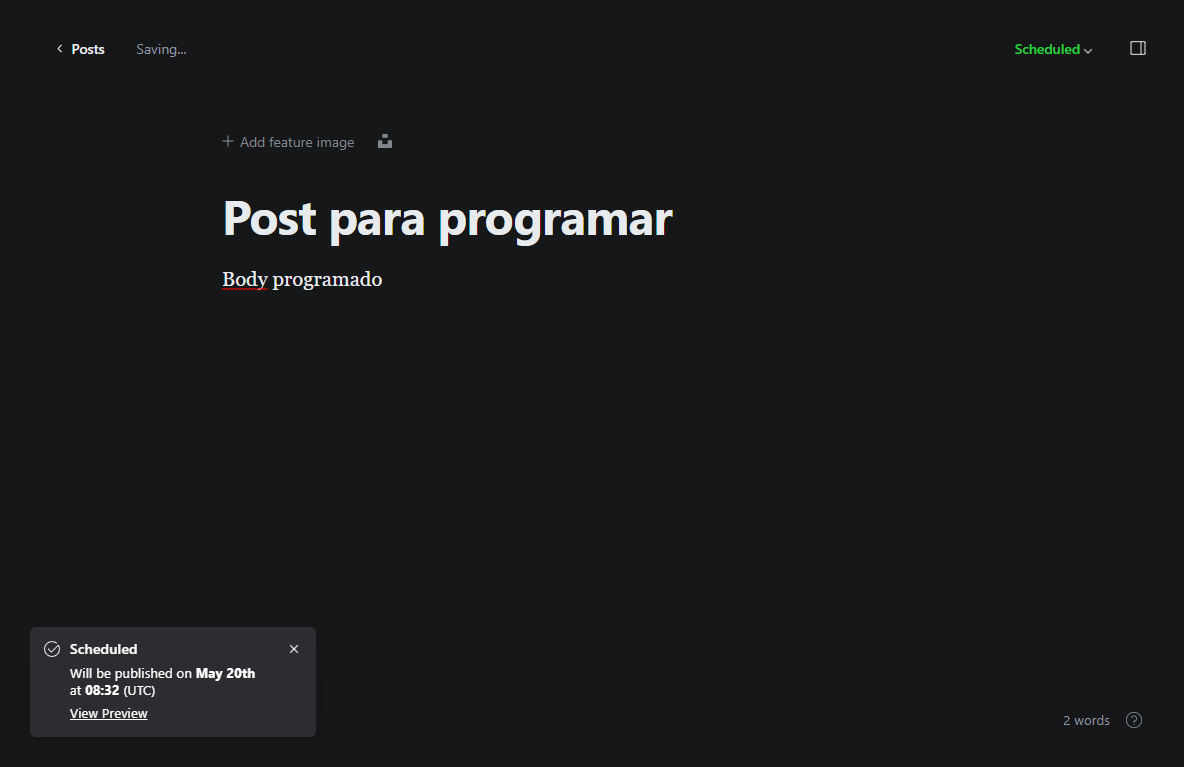 Posts
Saving...
Scheduled
Add feature image
Post para programar
Body programado
Scheduled
Will be published on May 20th
at 08:32 (UTC)
View Preview
2 words
?